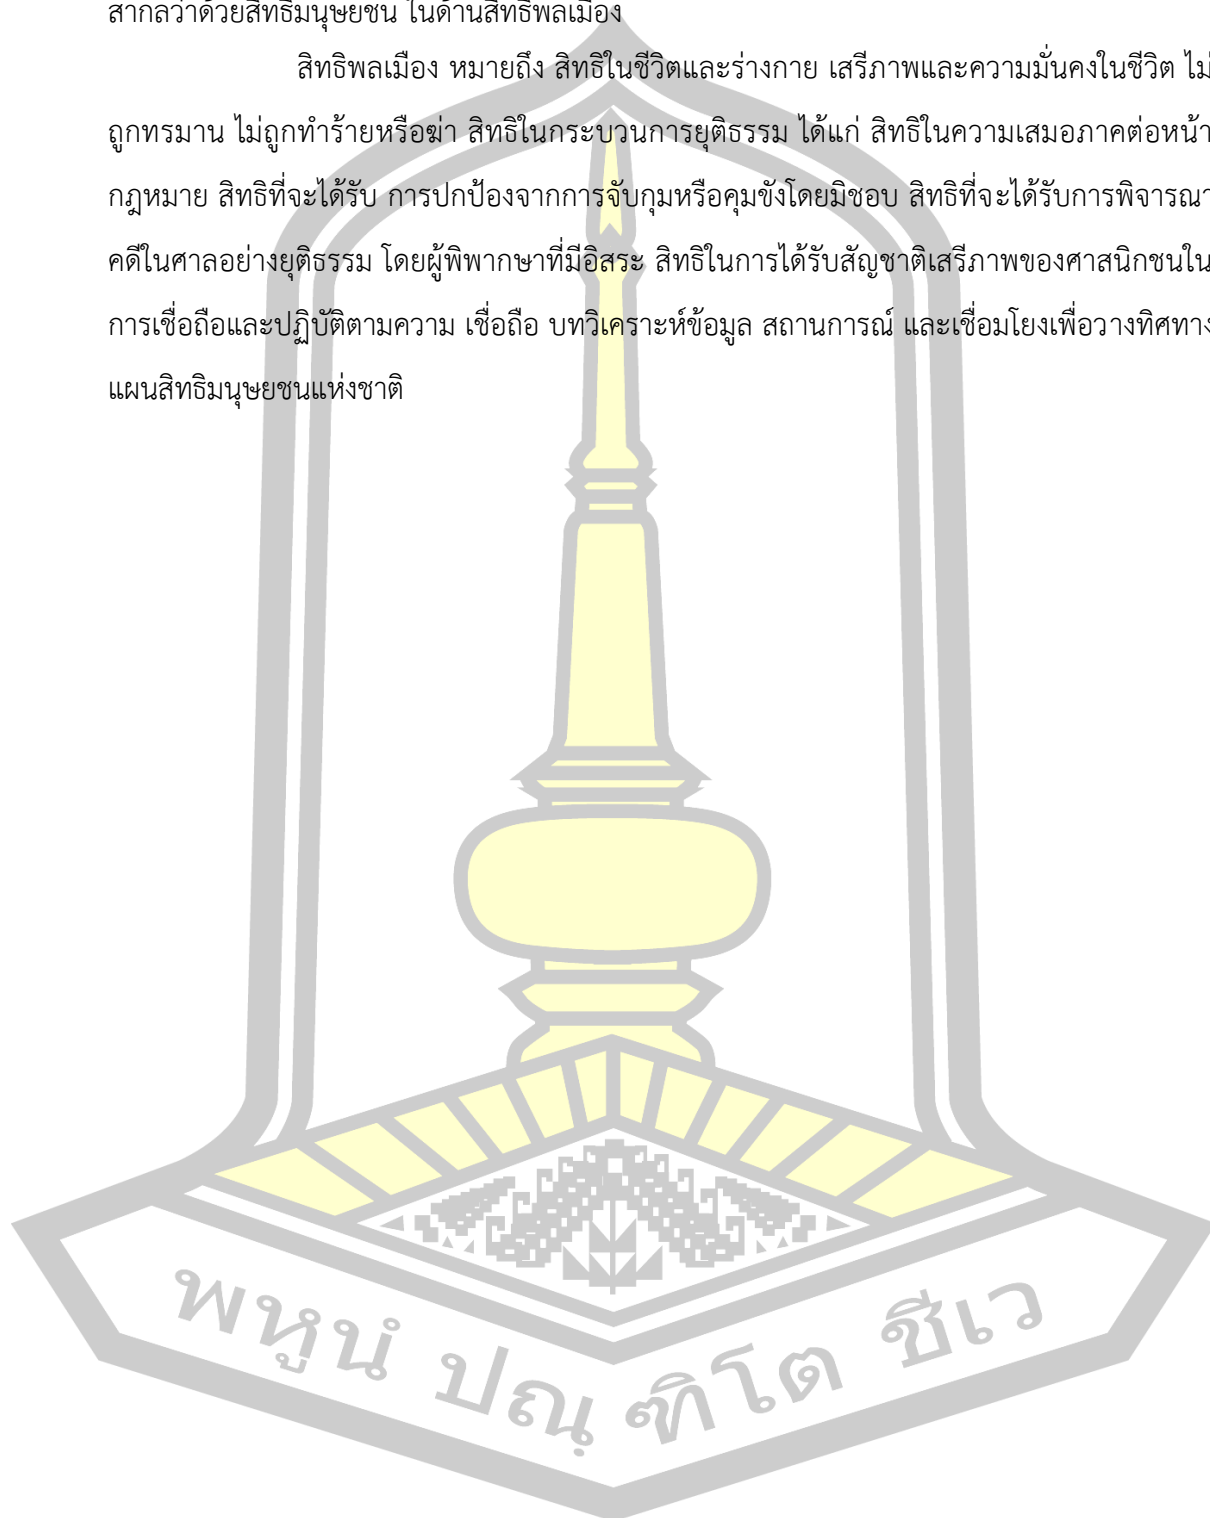 สากลว่าด้วยสิทธิมนุษยชน ในด้านสิทธิพลเมือง
สิทธิพลเมือง หมายถึง สิทธิในชีวิตและร่างกาย เสรีภาพและความมั่นคงในชีวิต ไม่
ถูกทรมาน ไม่ถูกทำร้ายหรือฆ่า สิทธิในกระบวนการยุติธรรม ได้แก่ สิทธิในความเสมอภาคต่อหน้า
กฎหมาย สิทธิที่จะได้รับ การปกป้องจากการจับกุมหรือคุมขังโดยมิชอบ สิทธิที่จะได้รับการพิจารณา
คดีในศาลอย่างยุติธรรม โดยผู้พิพากษาที่มีอิสระ สิทธิในการได้รับสัญชาติเสรีภาพของศาสนิกชนใน
การเชื่อถือและปฏิบัติตามความ เชื่อถือ บทวิเคราะห์ข้อมูล สถานการณ์ และเชื่อมโยงเพื่อวางทิศทาง
แผนสิทธิมนุษยชนแห่งชาติ
พหูนํ ปณฺ ฑิโต ชีเว